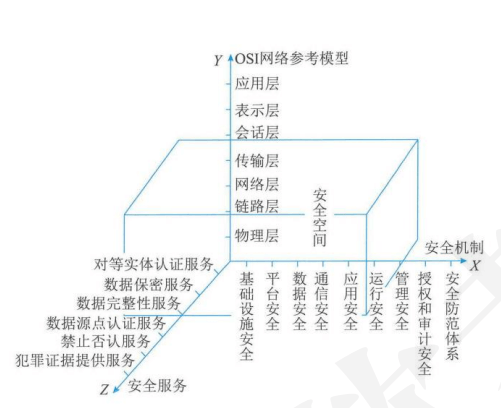 Y OSI网络参考模型
应用层
表示层
会话层
传输层
网络层
链路层
物理层
安全空间
安全机制
X
对等实体认证服务
数据保密服务
数据完整性服务
数据源点认证服务
禁止否认服务
犯罪证据提供服务
Z 安全服务
基础设施安全
平台安全
数据安全
通信安全
应用安全
运行安全
管理安全
授权和审计安全
安全防范体系